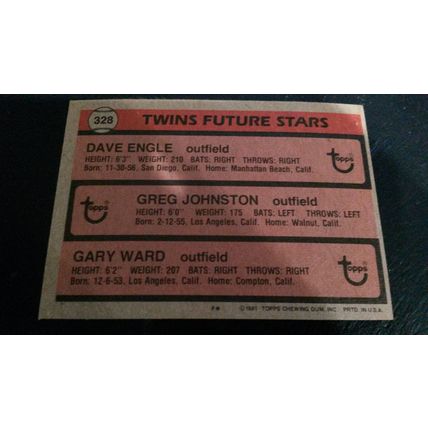 328 TWINS FUTURE STARS
DAVE ENGLE outfield
HEIGHT: 6'3" WEIGHT: 210 BATS: RIGHT THROWS: RIGHT
Born: 11-30-56, San Diego, Calif. Home: Manhattan Beach, Calif.
Topps
GREG JOHNSTON outfield
HEIGHT: 6'0" WEIGHT: 175 BATS: LEFT THROWS: LEFT
Born: 2-12-55, Los Angeles, Calif. Home: Walnut, Calif.
Topps
GARY WARD outfield
HEIGHT: 6'2" WEIGHT: 207 BATS: RIGHT THROWS: RIGHT
Born: 12-6-53, Los Angeles, Calif. Home: Compton, Calif.
Topps
© 1981 TOPPS CHEWING GUM, INC. PRTD. IN U.S.A.